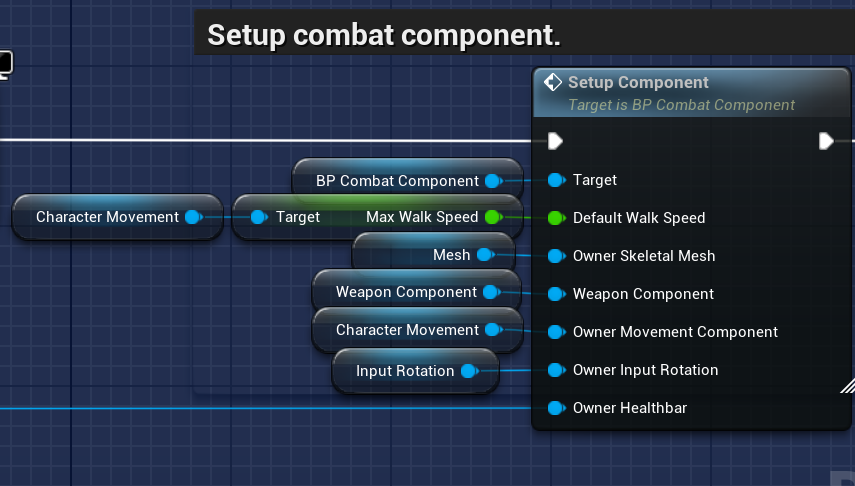 Setup combat component.
Setup Component
Target is BP Combat Component
BP Combat Component
Target
Character Movement
Target
Max Walk Speed
Default Walk Speed
Mesh
Owner Skeletal Mesh
Weapon Component
Weapon Component
Character Movement
Owner Movement Component
Input Rotation
Owner Input Rotation
Owner Healthbar